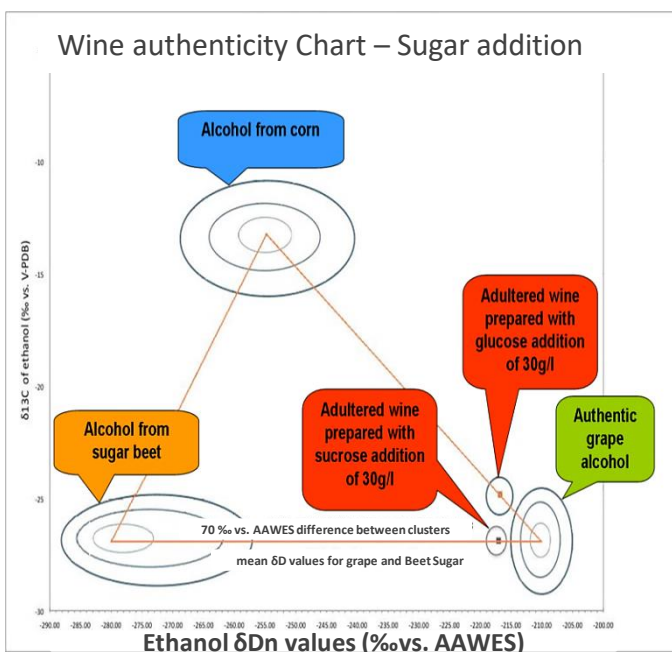 Wine authenticity Chart – Sugar addition
Alcohol from corn
Adultered wine
prepared with
glucose addition
of 30g/l
Adultered wine
prepared with
sucrose addition
of 30g/l
Authentic
grape
alcohol
Alcohol from
sugar beet
70 ‰ vs. AAWES difference between clusters
mean δD values for grape and Beet Sugar
δ13C of ethanol (‰ vs. V-PDB)
-10
-15
-20
-25
-30
-290.00 -280.00 -275.00 -270.00 -265.00 -260.00 -255.00 -250.00 -245.00 -240.00 -235.00 -230.00 -225.00 -220.00 -215.00 -210.00 -205.00 -200.00
Ethanol δDn values (‰vs. AAWES)